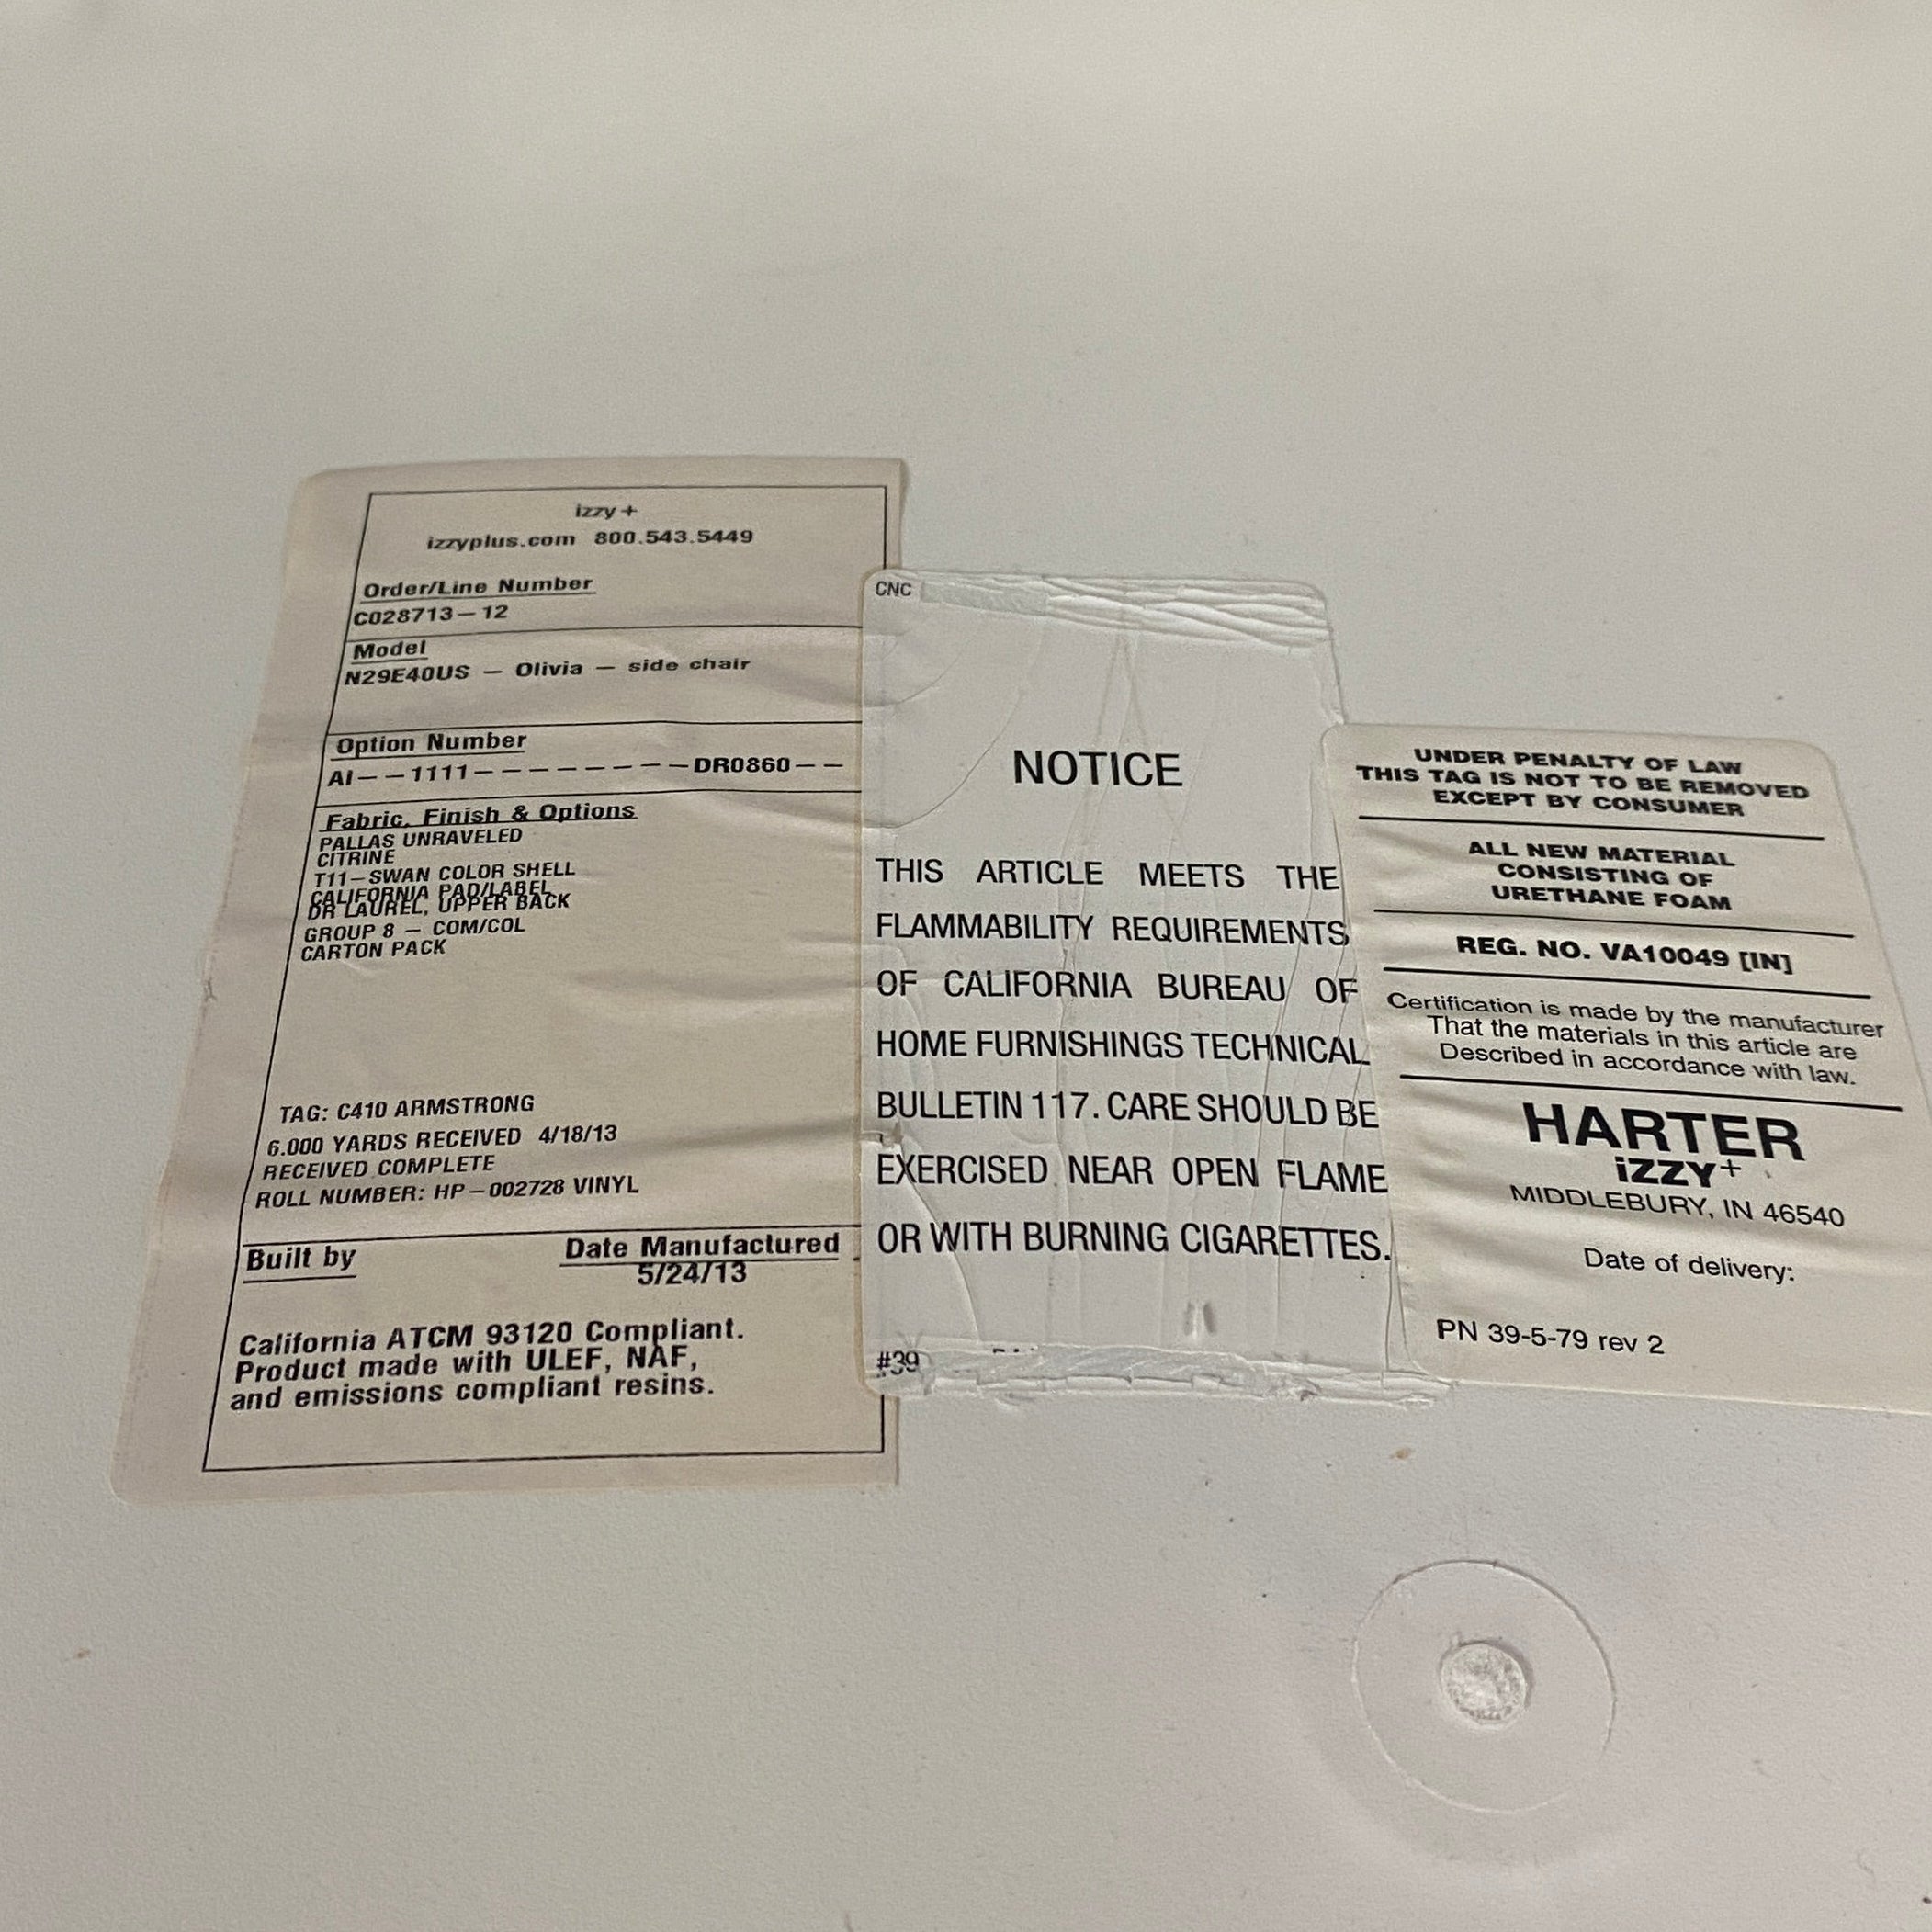 izzy+
izzyplus.com 800.543.5449
Order/Line Number
C028713-12
Model
N29E40US - Olivia - side chair
Option Number
AI--1111---------DR0860--
Fabric, Finish & Options
PALLAS UNRAVELED
CITRINE
T11-SWAN COLOR SHELL
CALIFORNIA PAD/LABEL
DR LAUREL, UPPER BACK
GROUP 8 - COM/COL
CARTON PACK
TAG: C410 ARMSTRONG
6.000 YARDS RECEIVED 4/18/13
RECEIVED COMPLETE
ROLL NUMBER: HP-002728 VINYL
Built by
Date Manufactured
5/24/13
California ATCM 93120 Compliant.
Product made with ULEF, NAF,
and emissions compliant resins.
CNC
NOTICE
THIS ARTICLE MEETS THE
FLAMMABILITY REQUIREMENTS
OF CALIFORNIA BUREAU OF
HOME FURNISHINGS TECHNICAL
BULLETIN 117. CARE SHOULD BE
EXERCISED NEAR OPEN FLAME
OR WITH BURNING CIGARETTES.
#39
UNDER PENALTY OF LAW
THIS TAG IS NOT TO BE REMOVED
EXCEPT BY CONSUMER
ALL NEW MATERIAL
CONSISTING OF
URETHANE FOAM
REG. NO. VA10049 [IN]
Certification is made by the manufacturer
That the materials in this article are
Described in accordance with law.
HARTER
izzy+
MIDDLEBURY, IN 46540
Date of delivery:
PN 39-5-79 rev 2